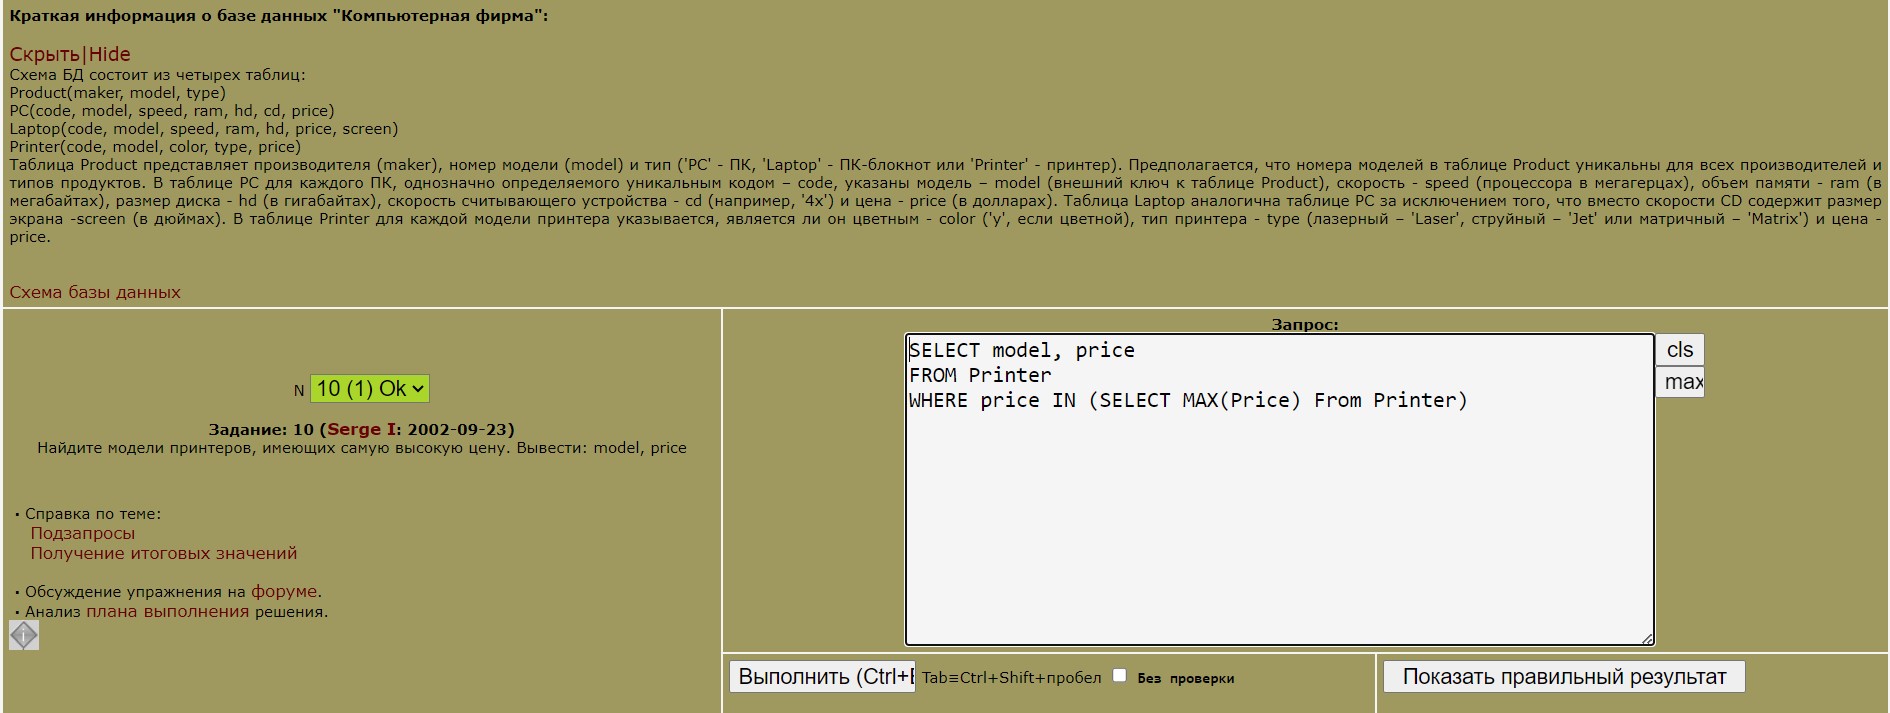 Краткая информация о базе данных "Компьютерная фирма":
Скрыть|Hide
Схема БД состоит из четырех таблиц:
Product(maker, model, type)
PC(code, model, speed, ram, hd, cd, price)
Laptop(code, model, speed, ram, hd, price, screen)
Printer(code, model, color, type, price)
Таблица Product представляет производителя (maker), номер модели (model) и тип ('PC' - ПК, 'Laptop' - ПК-блокнот или 'Printer' - принтер). Предполагается, что номера моделей в таблице Product уникальны для всех производителей и
типов продуктов. В таблице PC для каждого ПК, однозначно определяемого уникальным кодом – code, указаны модель – model (внешний ключ к таблице Product), скорость - speed (процессора в мегагерцах), объем памяти - ram (в
мегабайтах), размер диска - hd (в гигабайтах), скорость считывающего устройства - cd (например, '4x') и цена - price (в долларах). Таблица Laptop аналогична таблице PC за исключением того, что вместо скорости CD содержит размер
экрана -screen (в дюймах). В таблице Printer для каждой модели принтера указывается, является ли он цветным - color ('y', если цветной), тип принтера - type (лазерный – 'Laser', струйный – 'Jet' или матричный – 'Matrix') и цена -
price.
Схема базы данных
N 10 (1) Ok
Задание: 10 (Serge I: 2002-09-23)
Найдите модели принтеров, имеющих самую высокую цену. Вывести: model, price
• Справка по теме:
Подзапросы
Получение итоговых значений
• Обсуждение упражнения на форуме.
• Анализ плана выполнения решения.
i
Запрос:
SELECT model, price
FROM Printer
WHERE price IN (SELECT MAX(Price) From Printer)
cls
max
Выполнить (Ctrl+E Tab≡Ctrl+Shift+пробел Без проверки
Показать правильный результат